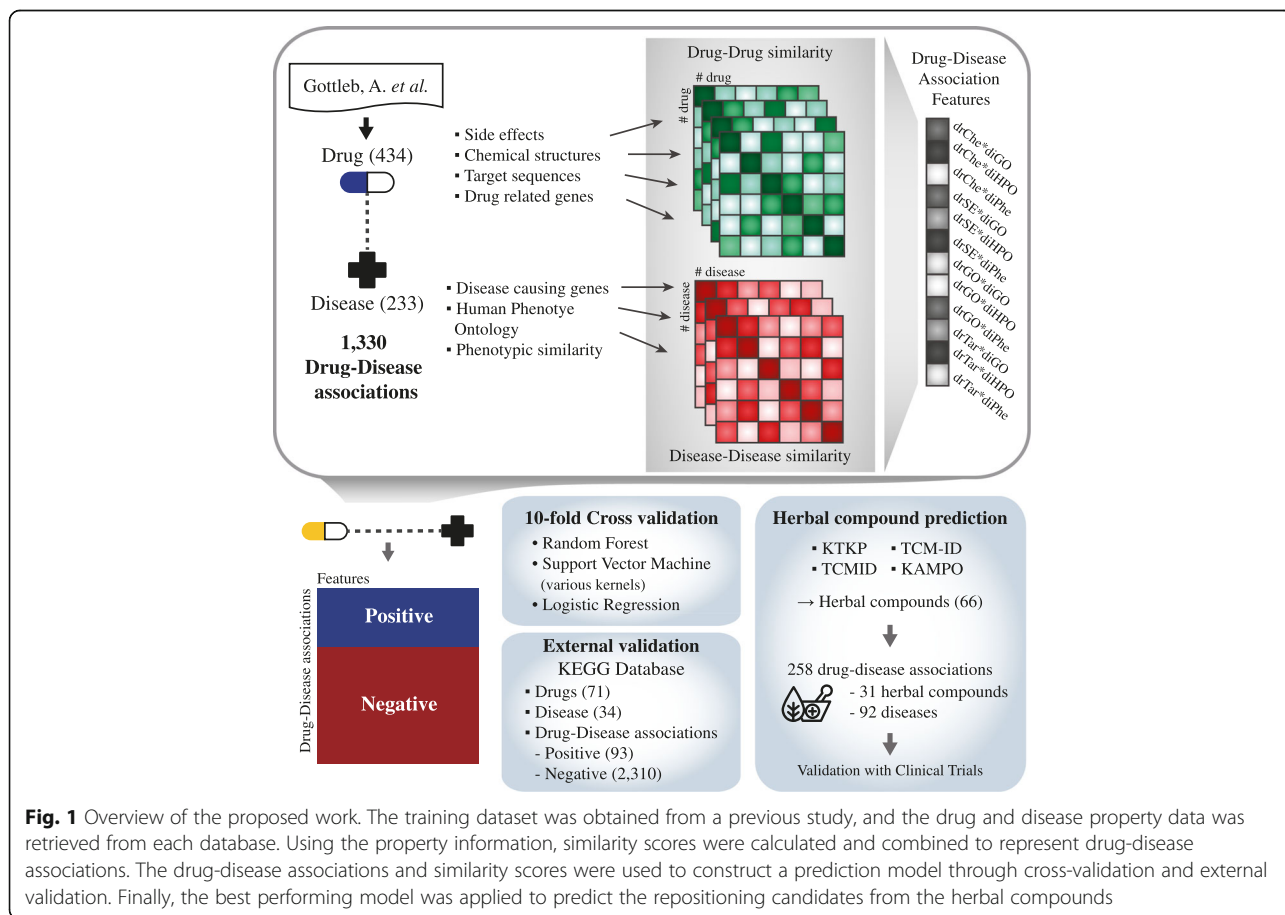 Gottlieb, A. et al.
Drug (434)
Disease (233)
1,330
Drug-Disease
associations
▪ Side effects
▪ Chemical structures
▪ Target sequences
▪ Drug related genes
▪ Disease causing genes
▪ Human Phenotye
Ontology
▪ Phenotypic similarity
Drug-Drug similarity
# drug
# drug
# disease
# disease
Disease-Disease similarity
Drug-Disease
Association
Features
drChe*diGO
drChe*diHPO
drChe*diPhe
drSE*diGO
drSE*diHPO
drSE*diPhe
drGO*diGO
drGO*diHPO
drGO*diPhe
drTar*diGO
drTar*diHPO
drTar*diPhe
Features
Drug-Disease associations
Positive
Negative
10-fold Cross validation
• Random Forest
• Support Vector Machine
(various kernels)
• Logistic Regression
External validation
KEGG Database
▪ Drugs (71)
▪ Disease (34)
▪ Drug-Disease associations
- Positive (93)
- Negative (2,310)
Herbal compound prediction
▪ KTKP ▪ TCM-ID
▪ TCMID ▪ KAMPO
→ Herbal compounds (66)
258 drug-disease associations
- 31 herbal compounds
- 92 diseases
Validation with Clinical Trials
Fig. 1 Overview of the proposed work. The training dataset was obtained from a previous study, and the drug and disease property data was
retrieved from each database. Using the property information, similarity scores were calculated and combined to represent drug-disease
associations. The drug-disease associations and similarity scores were used to construct a prediction model through cross-validation and external
validation. Finally, the best performing model was applied to predict the repositioning candidates from the herbal compounds